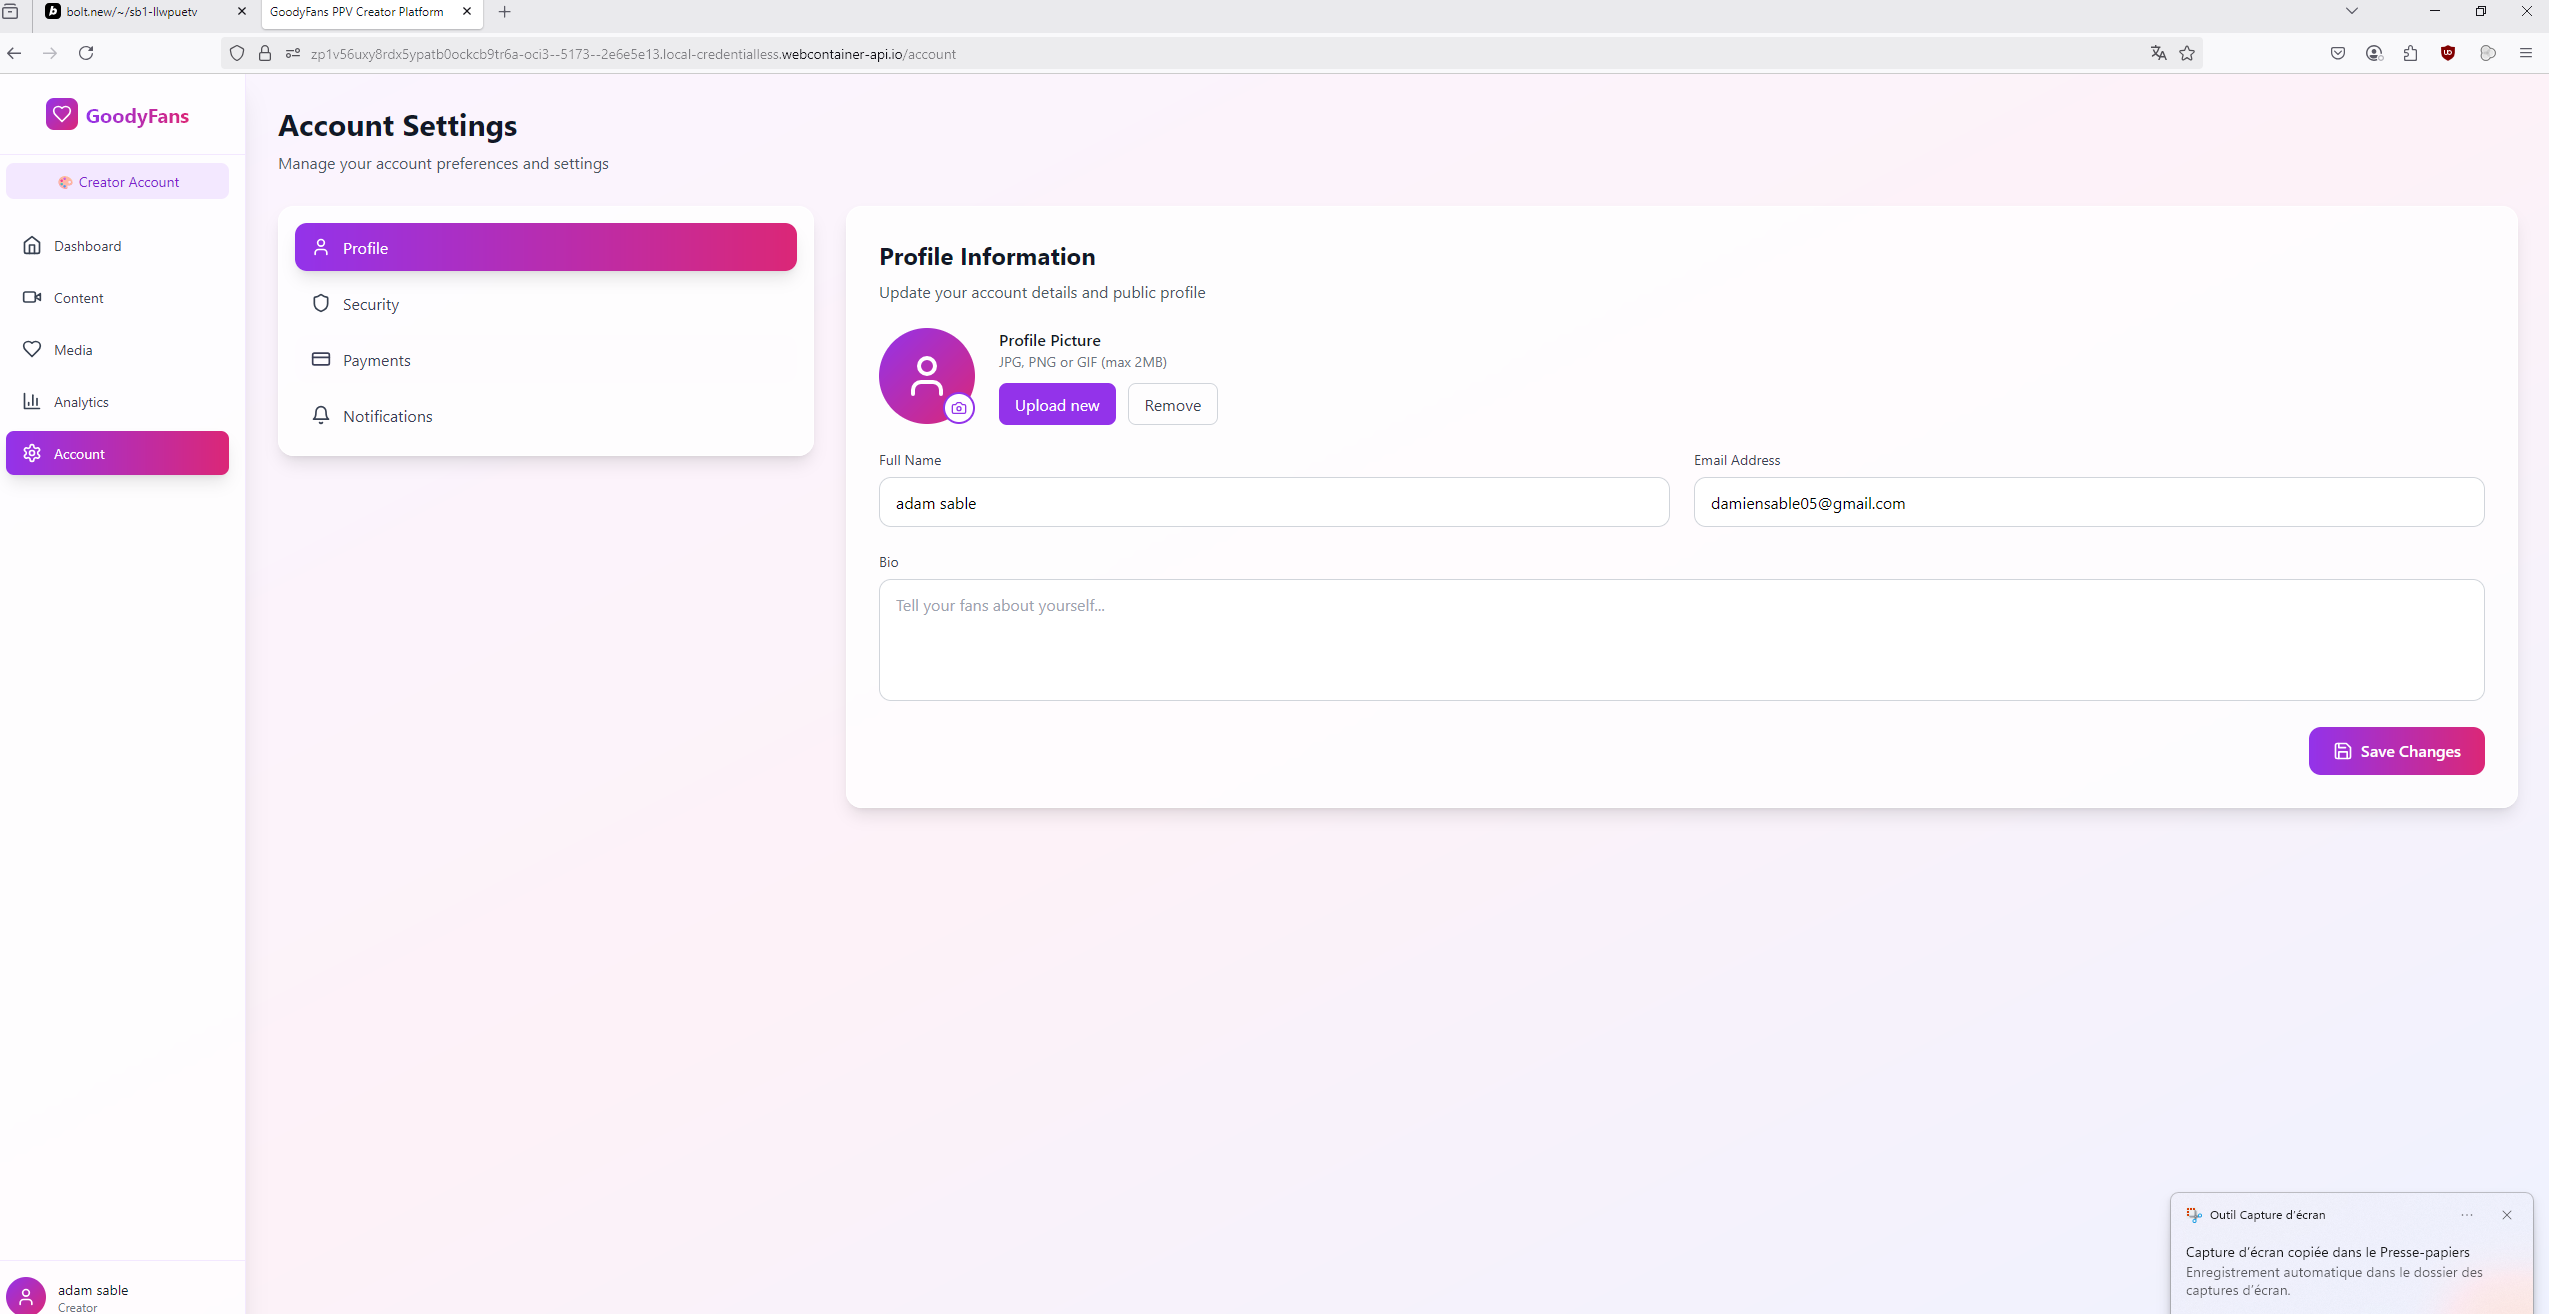 bolt.new/~/sb1-llwpuetv
GoodyFans PPV Creator Platform
zp1v56uxy8rdx5ypatb0ockcb9tr6a-oci3--5173--2e6e5e13.local-credentialless.webcontainer-api.io/account
GoodyFans
Creator Account
Dashboard
Content
Media
Analytics
Account
Account Settings
Manage your account preferences and settings
Profile
Security
Payments
Notifications
Profile Information
Update your account details and public profile
Profile Picture
JPG, PNG or GIF (max 2MB)
Upload new
Remove
Full Name
adam sable
Email Address
damiensable05@gmail.com
Bio
Tell your fans about yourself...
Save Changes
adam sable
Creator
Outil Capture d'écran
Capture d'écran copiée dans le Presse-papiers
Enregistrement automatique dans le dossier des
captures d'écran.